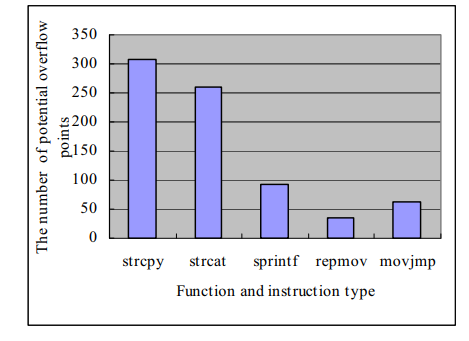 The number of potential overflow
points
350
300
250
200
150
100
50
0
strcpy strcat sprintf repmov movjmp
Function and instruction type